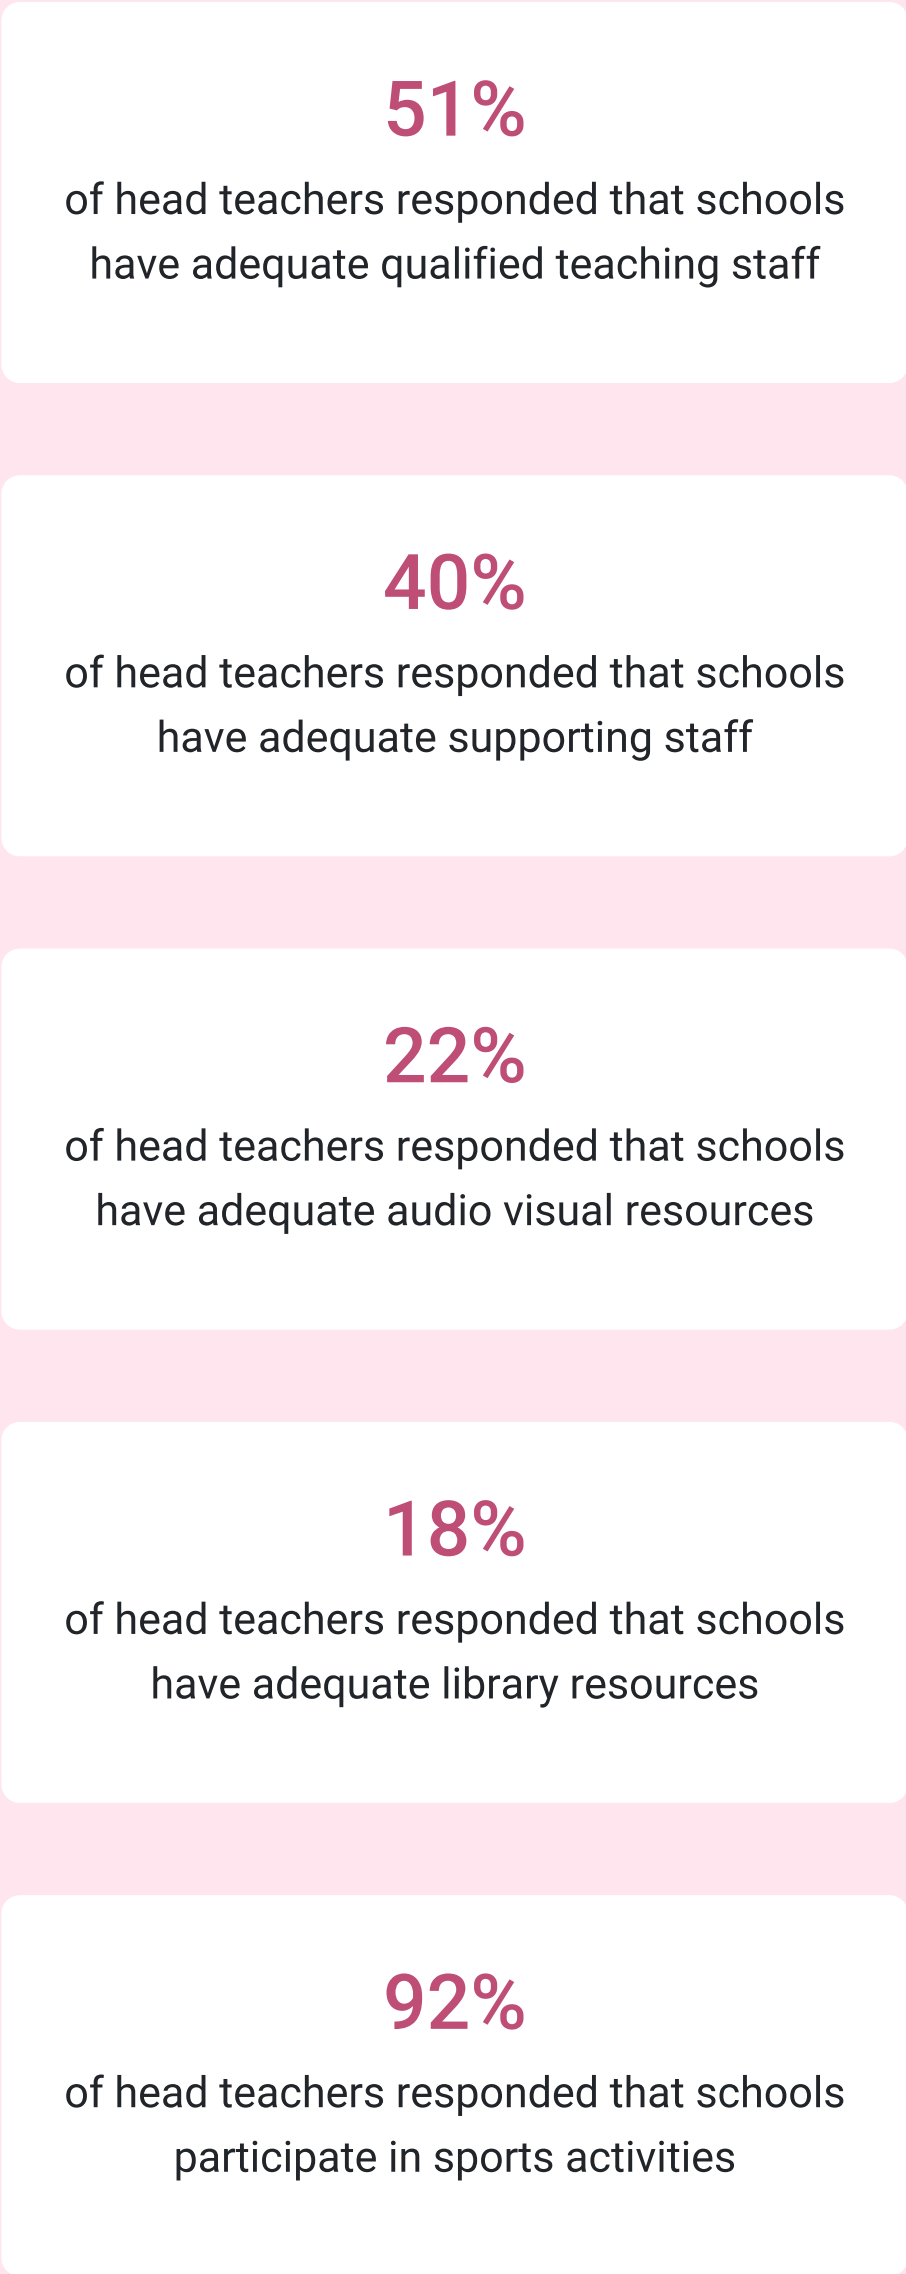 51%
of head teachers responded that schools
have adequate qualified teaching staff
40%
of head teachers responded that schools
have adequate supporting staff
22%
of head teachers responded that schools
have adequate audio visual resources
18%
of head teachers responded that schools
have adequate library resources
92%
of head teachers responded that schools
participate in sports activities